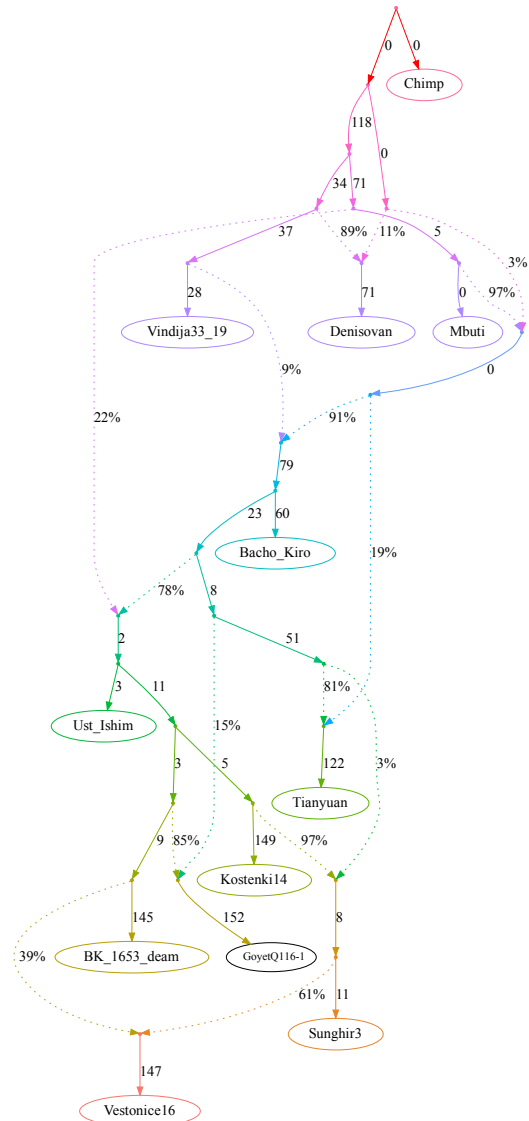 0 0
Chimp
118
0
34 71
37 89% 11% 5 3%
28 71 0 97%
Vindija33_19 Denisovan Mbuti
0
9%
22% 91%
79
23 60
Bacho_Kiro 19%
78% 8
2 51
3 11 81%
Ust_Ishim 15%
122 3%
3 5
Tianyuan
9 85% 149 97%
Kostenki14
145 152 8
39% BK_1653_deam GoyetQ116-1
61% 11
Sunghir3
147
Vestonice16